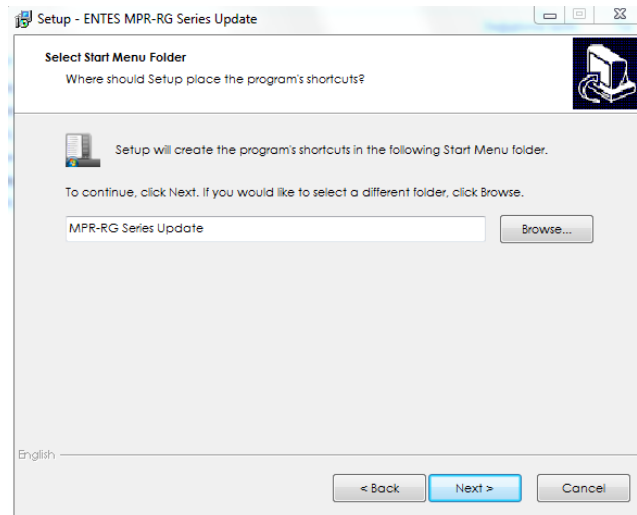 Setup - ENTES MPR-RG Series Update
Select Start Menu Folder
Where should Setup place the program's shortcuts?
Setup will create the program's shortcuts in the following Start Menu folder.
To continue, click Next. If you would like to select a different folder, click Browse.
MPR-RG Series Update
Browse...
English
< Back
Next >
Cancel